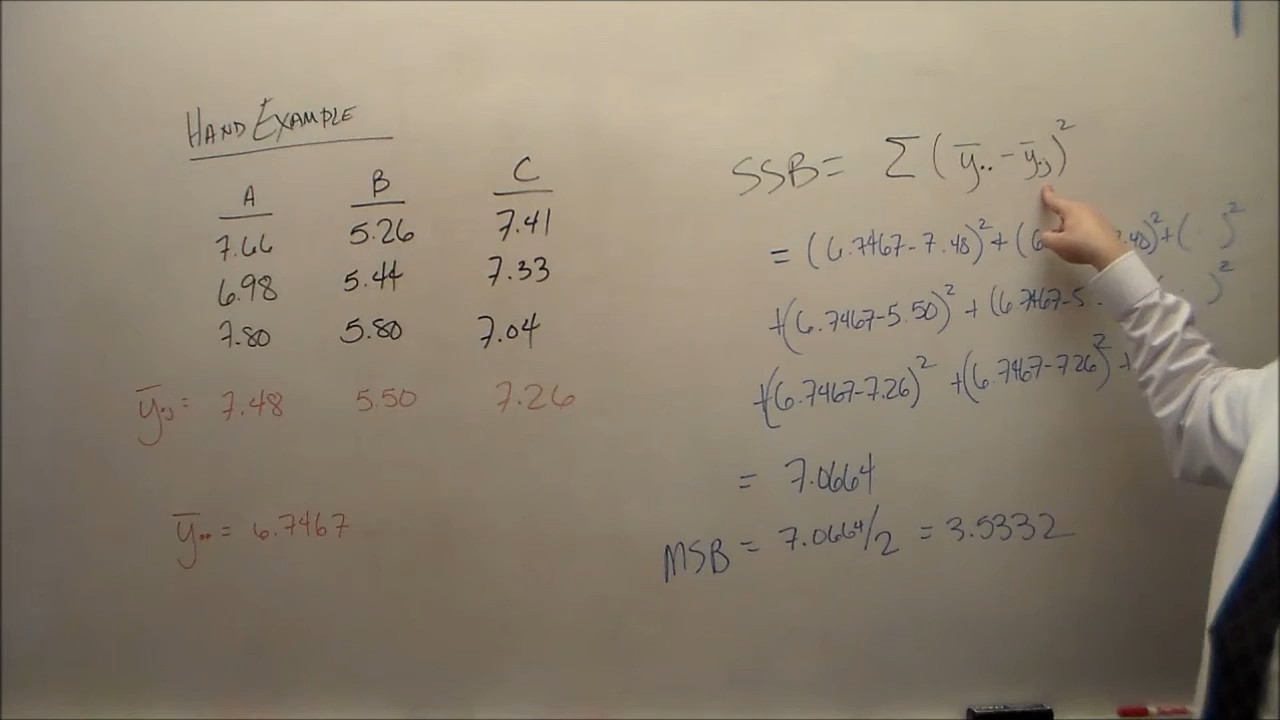 HAND EXAMPLE
A B C
7.66 5.26 7.41
6.98 5.44 7.33
7.80 5.80 7.04
ȳ.j = 7.48 5.50 7.26
ȳ.. = 6.7467
SSB = Σ (ȳ.. - ȳ.j)²
= (6.7467-7.48)² + (6 .48)² + ( )²
+(6.7467-5.50)² + (6.7467-5. )²
+(6.7467-7.26)² + (6.7467-7.26)² +
= 7.0664
MSB = 7.0664/2 = 3.5332